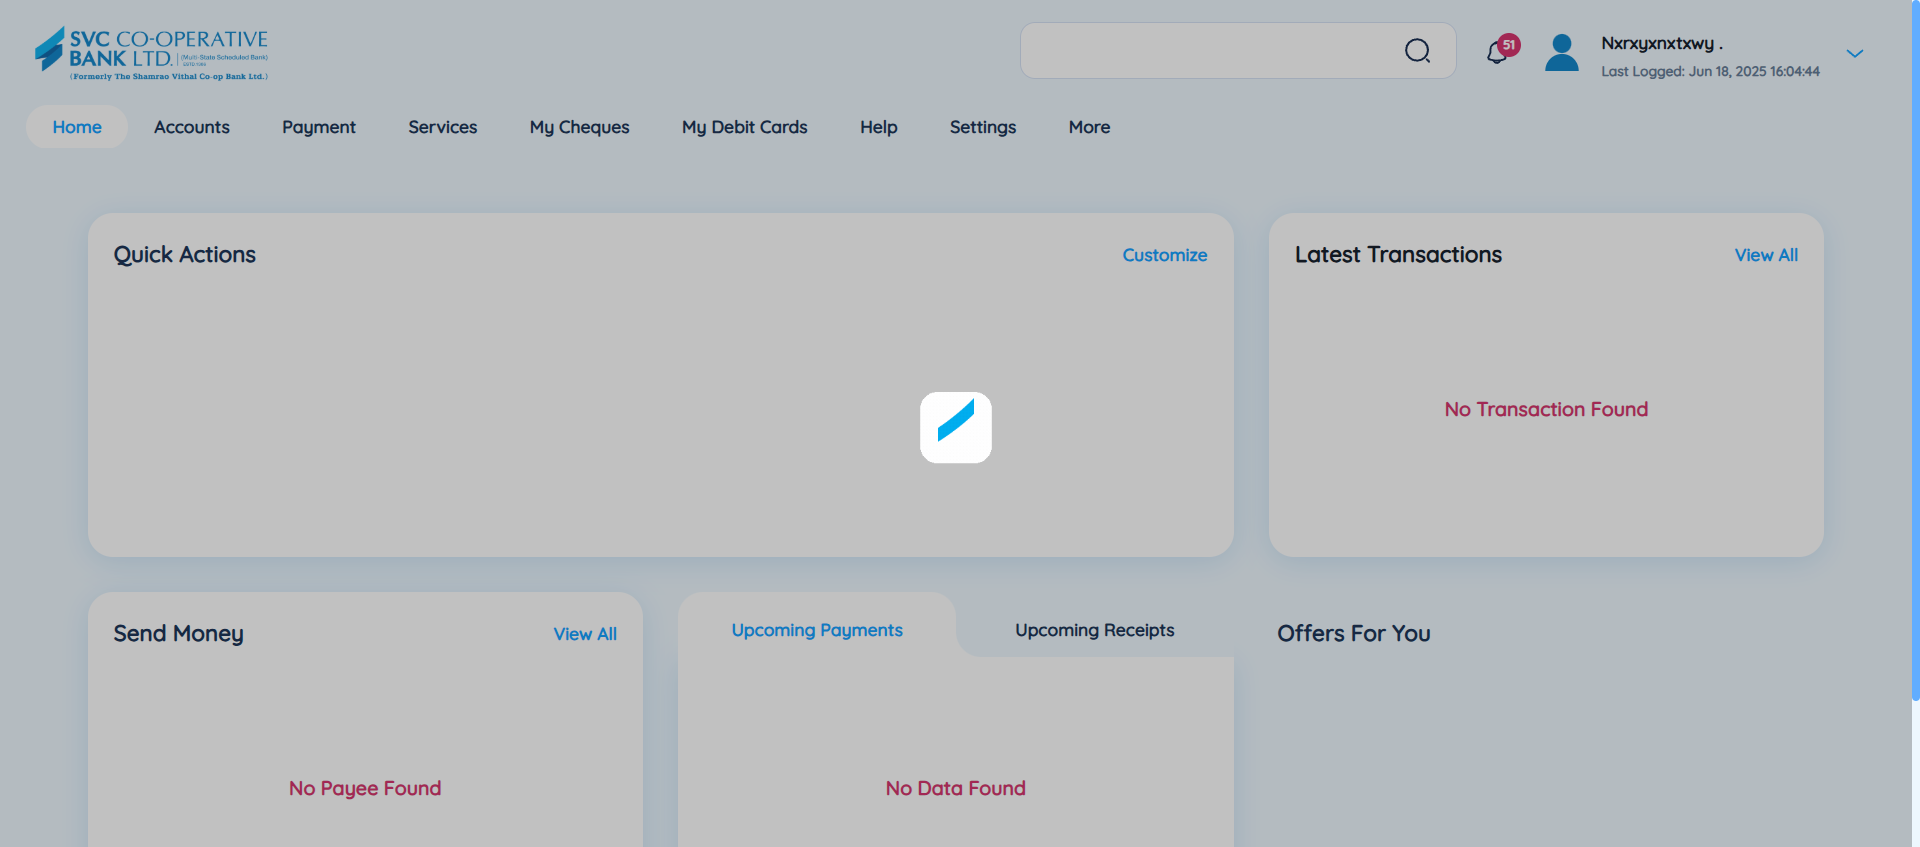 SVC CO-OPERATIVE
BANK LTD. (Multi-State Scheduled Bank)
ESTD 1906
(Formerly The Shamrao Vithal Co-op Bank Ltd.)
51
Nxrxyxnxtxwy .
Last Logged: Jun 18, 2025 16:04:44
Home Accounts Payment Services My Cheques My Debit Cards Help Settings More
Quick Actions Customize
Latest Transactions View All
No Transaction Found
Send Money View All
No Payee Found
Upcoming Payments Upcoming Receipts
No Data Found
Offers For You